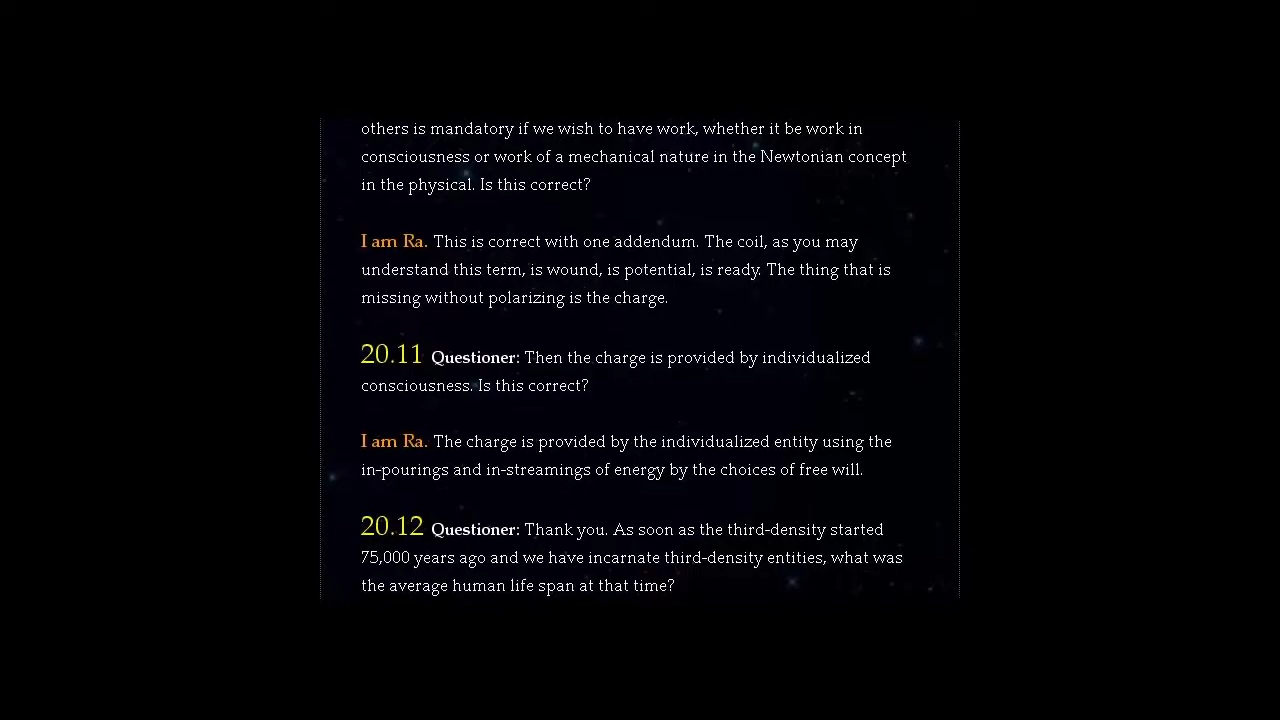 others is mandatory if we wish to have work, whether it be work in
consciousness or work of a mechanical nature in the Newtonian concept
in the physical. Is this correct?
I am Ra. This is correct with one addendum. The coil, as you may
understand this term, is wound, is potential, is ready. The thing that is
missing without polarizing is the charge.
20.11 Questioner: Then the charge is provided by individualized
consciousness. Is this correct?
I am Ra. The charge is provided by the individualized entity using the
in-pourings and in-streamings of energy by the choices of free will.
20.12 Questioner: Thank you. As soon as the third-density started
75,000 years ago and we have incarnate third-density entities, what was
the average human life span at that time?